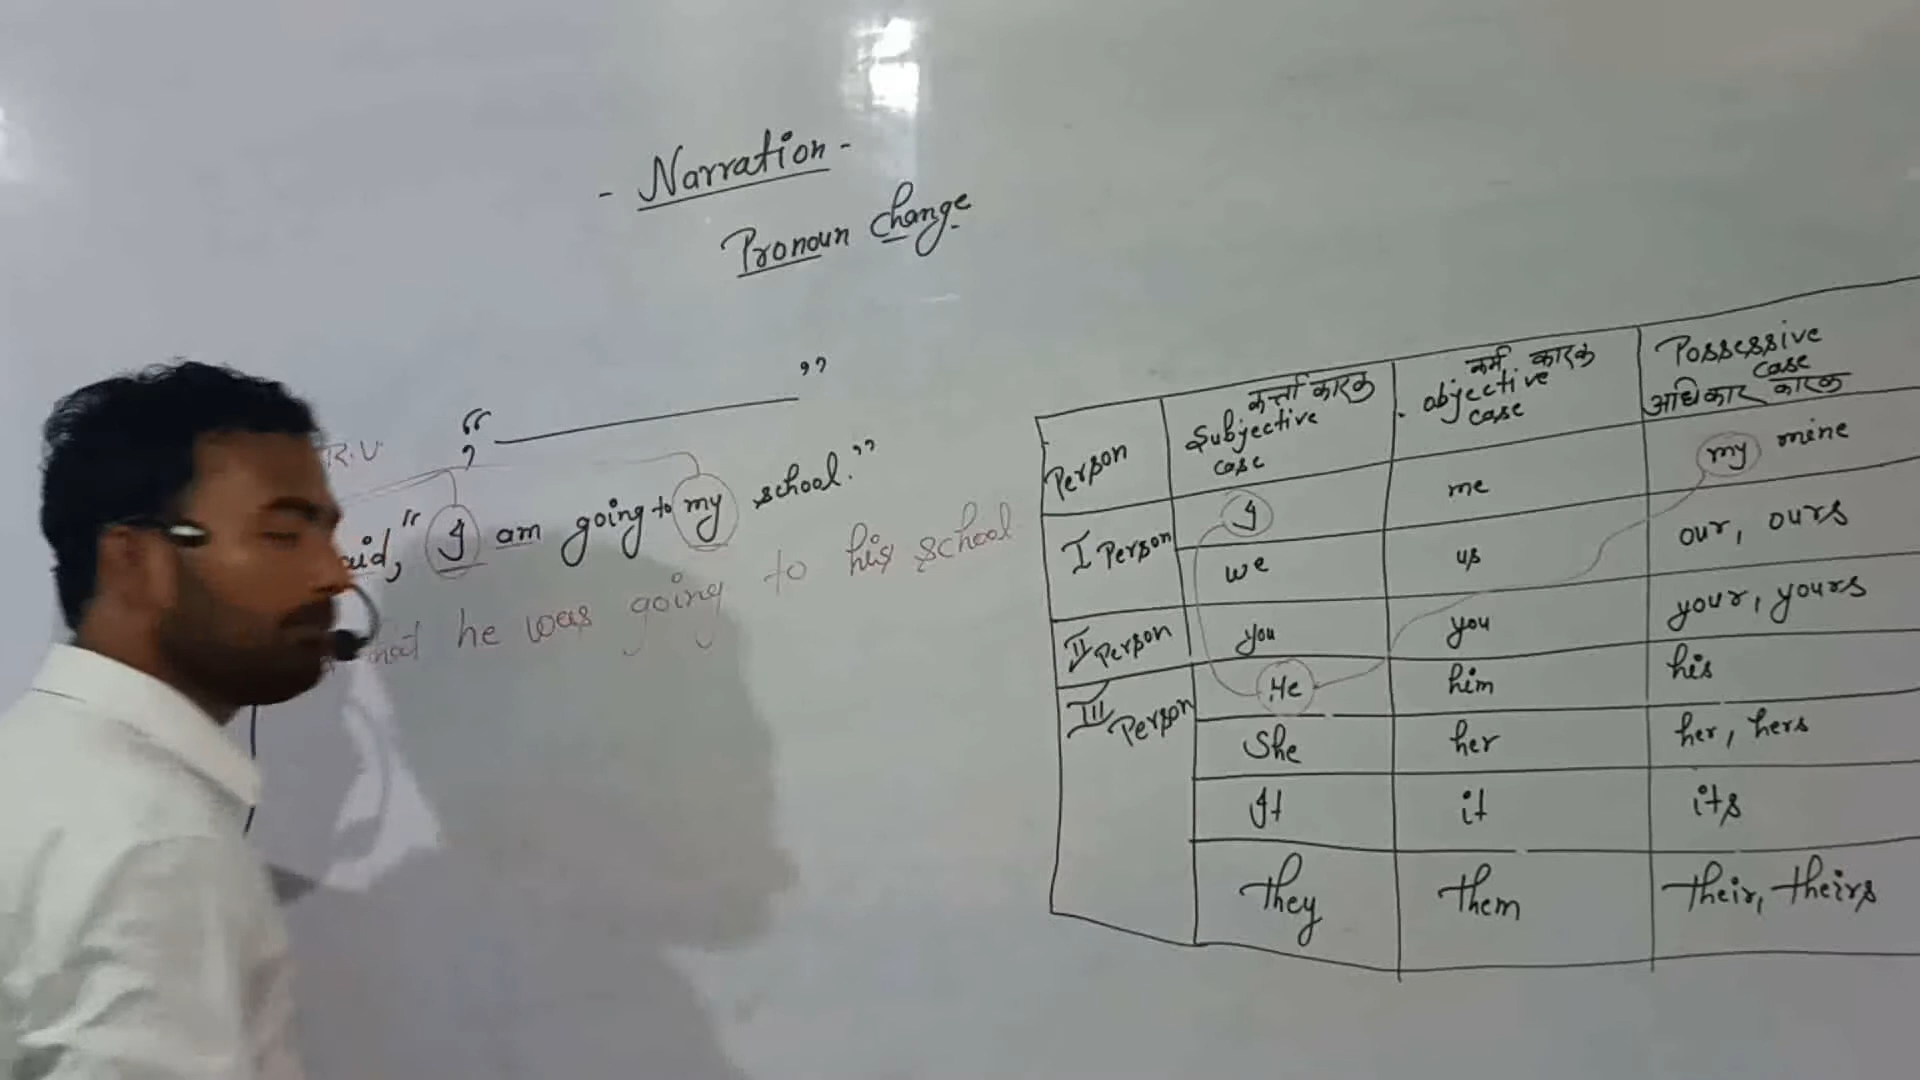 - Narration -
Pronoun Change
R.V.
“ ”
,
aid, “ I am going to my school.”
he was going to his school
Person
कर्त्ता कारक
Subjective
case
कर्म कारक
objective
case
Possessive
case
अधिकार कारक
I Person
I
me
my mine
we
us
our, ours
II Person
you
you
your, yours
III Person
He
him
his
She
her
her, hers
It
it
its
They
them
their, theirs